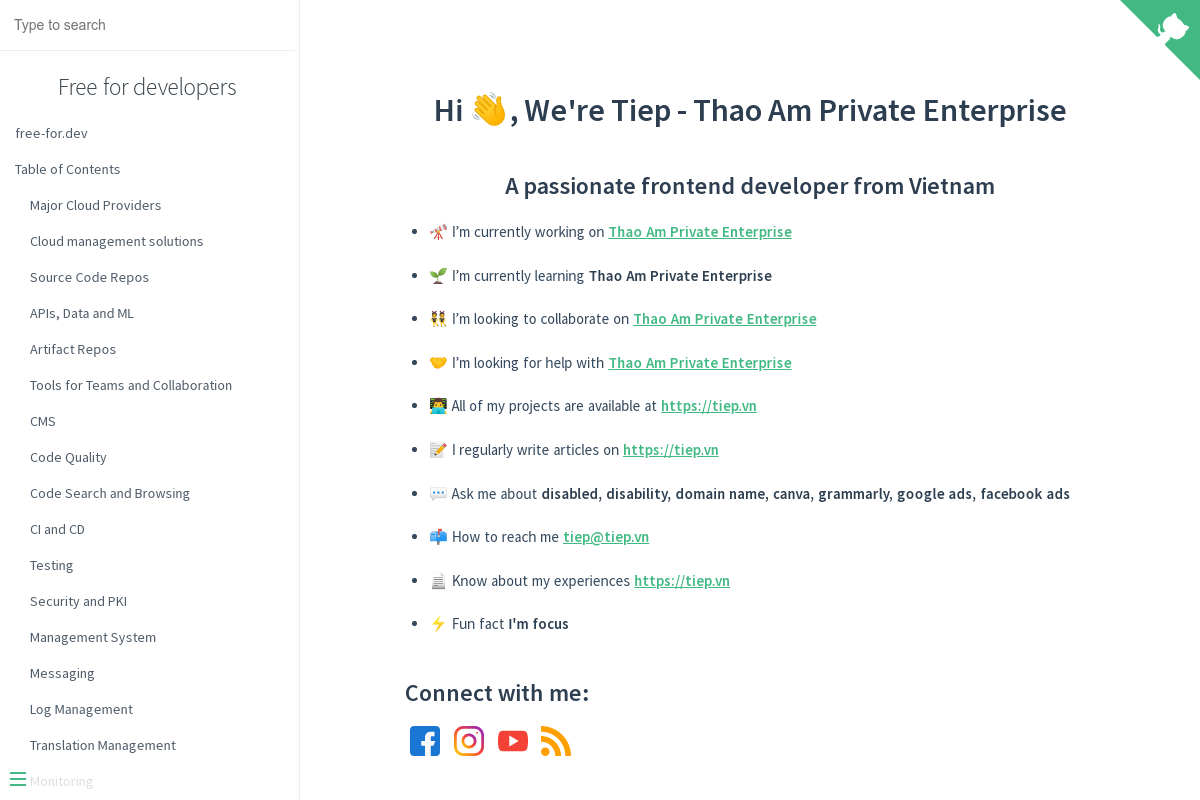 Type to search
Free for developers
free-for.dev
Table of Contents
Major Cloud Providers
Cloud management solutions
Source Code Repos
APIs, Data and ML
Artifact Repos
Tools for Teams and Collaboration
CMS
Code Quality
Code Search and Browsing
CI and CD
Testing
Security and PKI
Management System
Messaging
Log Management
Translation Management
Monitoring
Hi 👋, We're Tiep - Thao Am Private Enterprise
A passionate frontend developer from Vietnam
🔭 I’m currently working on Thao Am Private Enterprise
🌱 I’m currently learning Thao Am Private Enterprise
👯 I’m looking to collaborate on Thao Am Private Enterprise
🤝 I’m looking for help with Thao Am Private Enterprise
👨‍💻 All of my projects are available at https://tiep.vn
📝 I regularly write articles on https://tiep.vn
💬 Ask me about disabled, disability, domain name, canva, grammarly, google ads, facebook ads
📫 How to reach me tiep@tiep.vn
📄 Know about my experiences https://tiep.vn
⚡ Fun fact I'm focus
Connect with me: